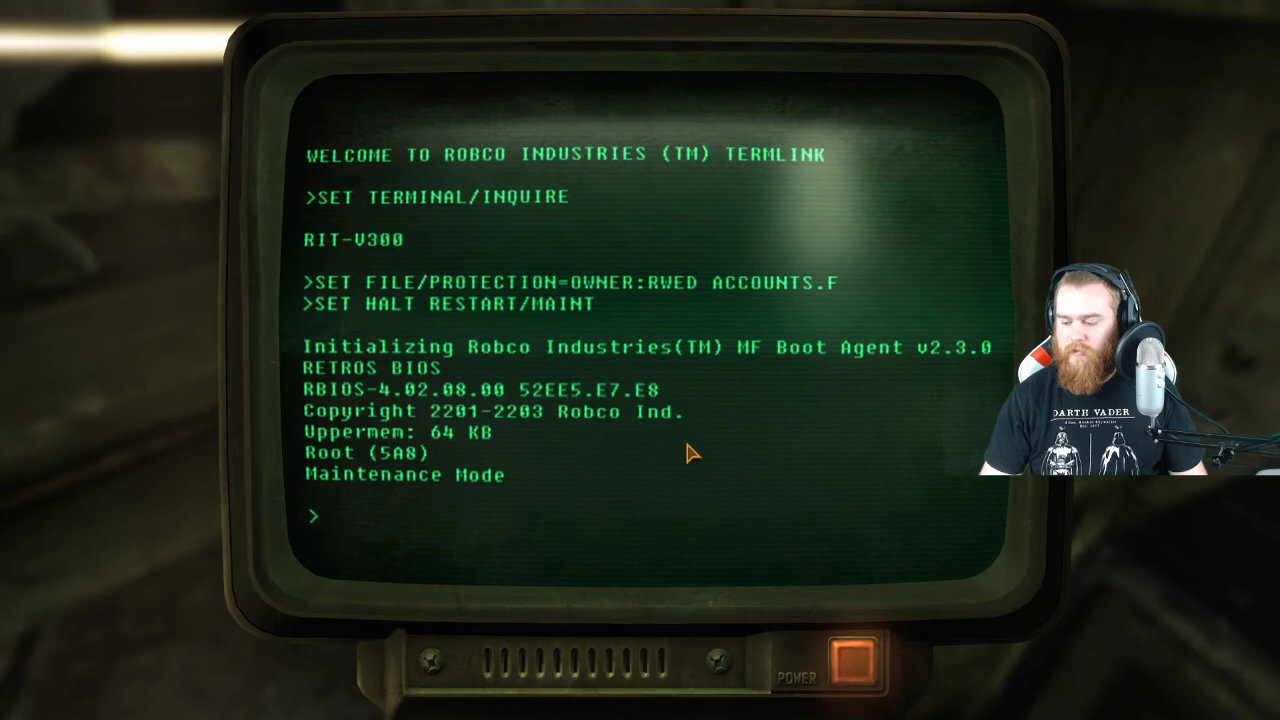 WELCOME TO ROBCO INDUSTRIES (TM) TERMLINK
>SET TERMINAL/INQUIRE
RIT-V300
>SET FILE/PROTECTION=OWNER:RWED ACCOUNTS.F
>SET HALT RESTART/MAINT
Initializing Robco Industries(TM) MF Boot Agent v2.3.0
RETROS BIOS
RBIOS-4.02.08.00 52EE5.E7.E8
Copyright 2201-2203 Robco Ind.
Uppermem: 64 KB
Root (5A8)
Maintenance Mode
>
DARTH VADER
POWER